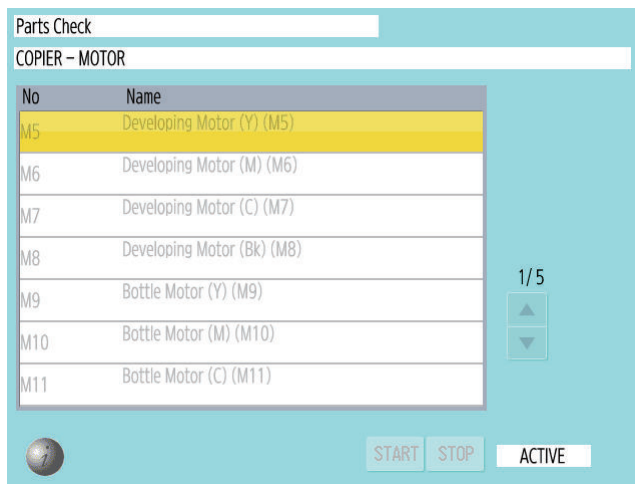 Parts Check
COPIER – MOTOR
No Name
M5 Developing Motor (Y) (M5)
M6 Developing Motor (M) (M6)
M7 Developing Motor (C) (M7)
M8 Developing Motor (Bk) (M8)
M9 Bottle Motor (Y) (M9)
M10 Bottle Motor (M) (M10)
M11 Bottle Motor (C) (M11)
1/5
i
START STOP ACTIVE